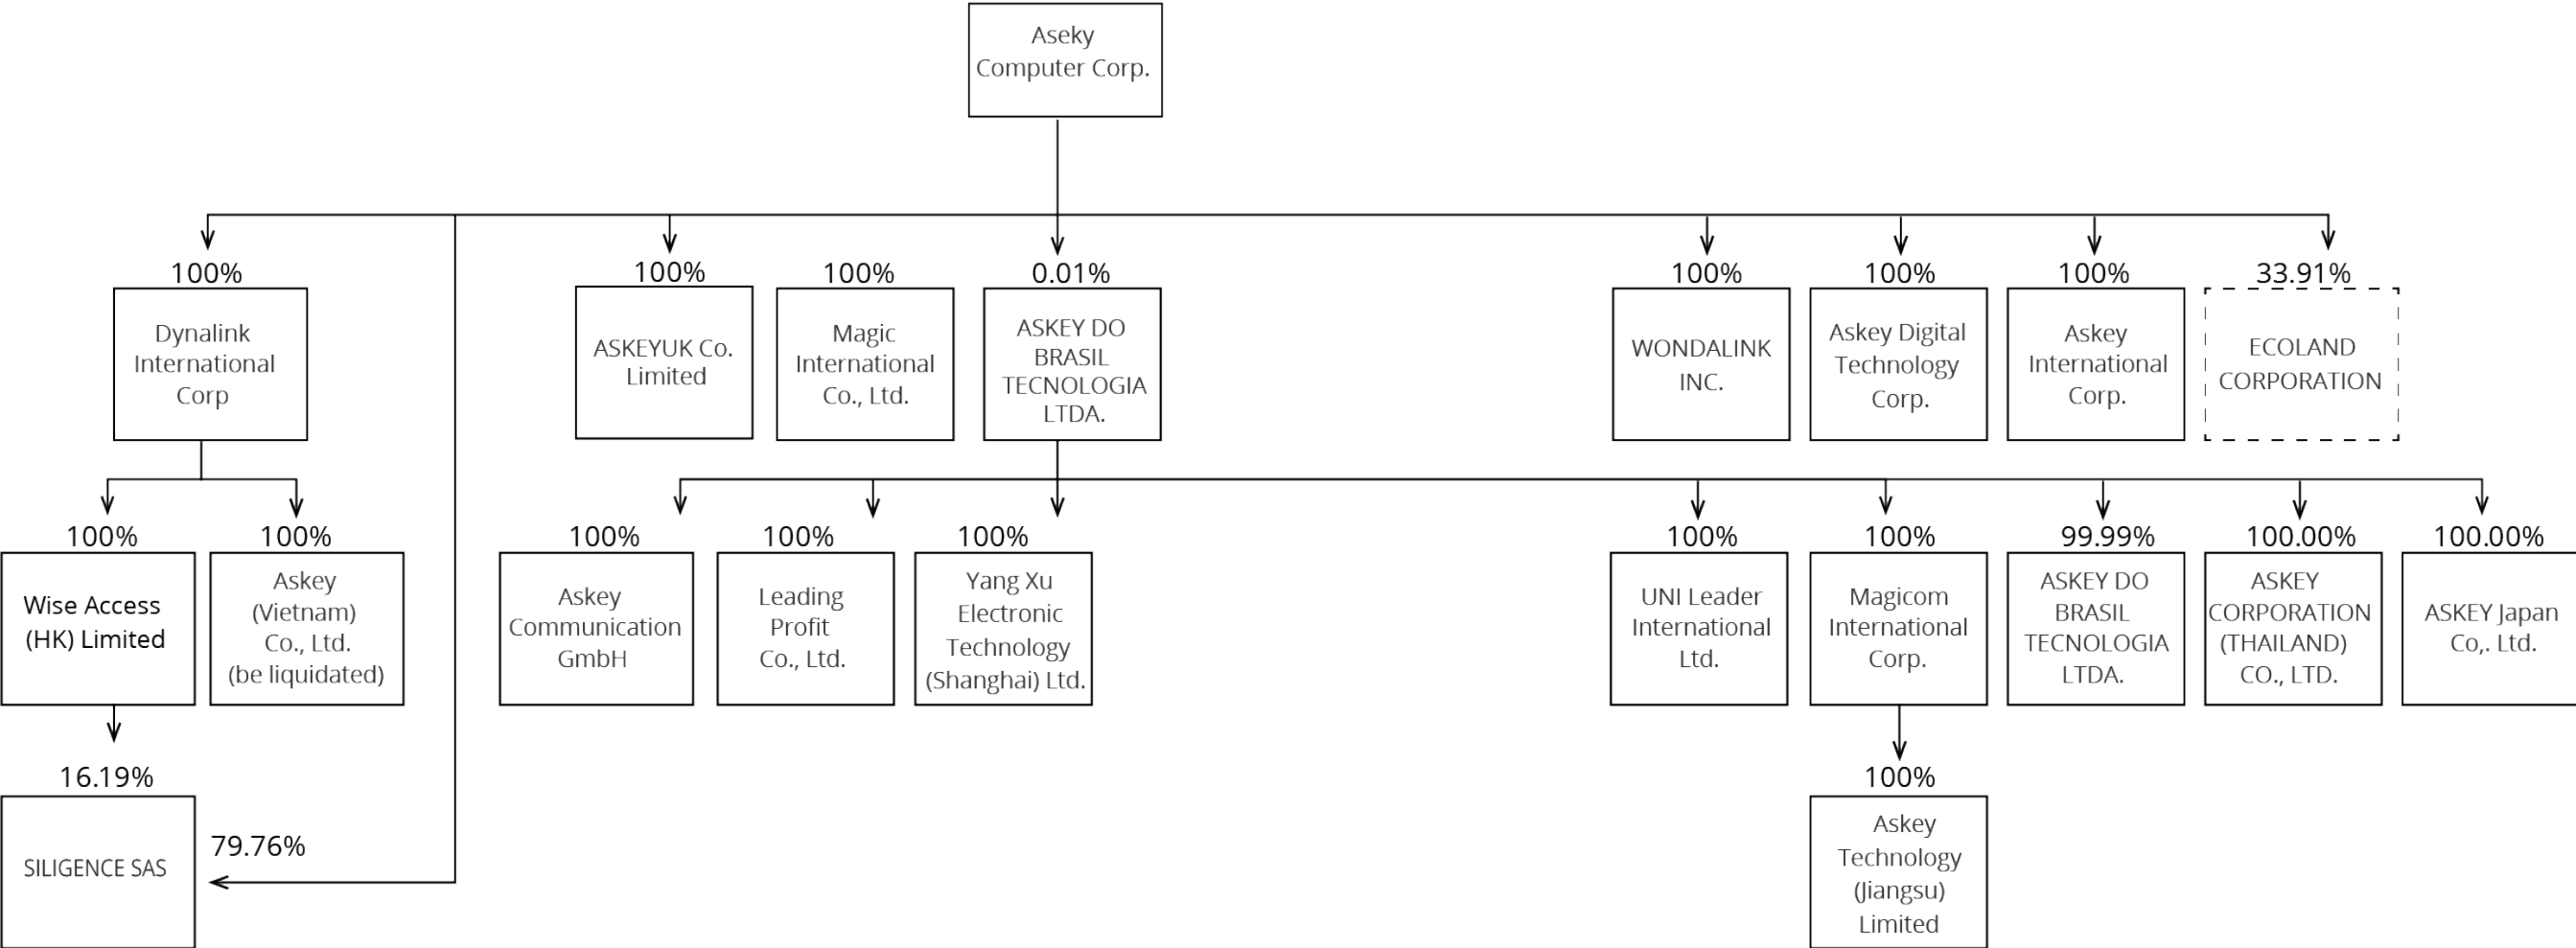 Aseky
Computer Corp.
100%
Dynalink
International
Corp
100%
ASKEYUK Co.
Limited
100%
Magic
International
Co., Ltd.
0.01%
ASKEY DO
BRASIL
TECNOLOGIA
LTDA.
100%
WONDALINK
INC.
100%
Askey Digital
Technology
Corp.
100%
Askey
International
Corp.
33.91%
ECOLAND
CORPORATION
100%
Wise Access
(HK) Limited
100%
Askey
(Vietnam)
Co., Ltd.
(be liquidated)
100%
Askey
Communication
GmbH
100%
Leading
Profit
Co., Ltd.
100%
Yang Xu
Electronic
Technology
(Shanghai) Ltd.
100%
UNI Leader
International
Ltd.
100%
Magicom
International
Corp.
99.99%
ASKEY DO
BRASIL
TECNOLOGIA
LTDA.
100.00%
ASKEY
CORPORATION
(THAILAND)
CO., LTD.
100.00%
ASKEY Japan
Co,. Ltd.
16.19%
SILIGENCE SAS
79.76%
100%
Askey
Technology
(Jiangsu)
Limited